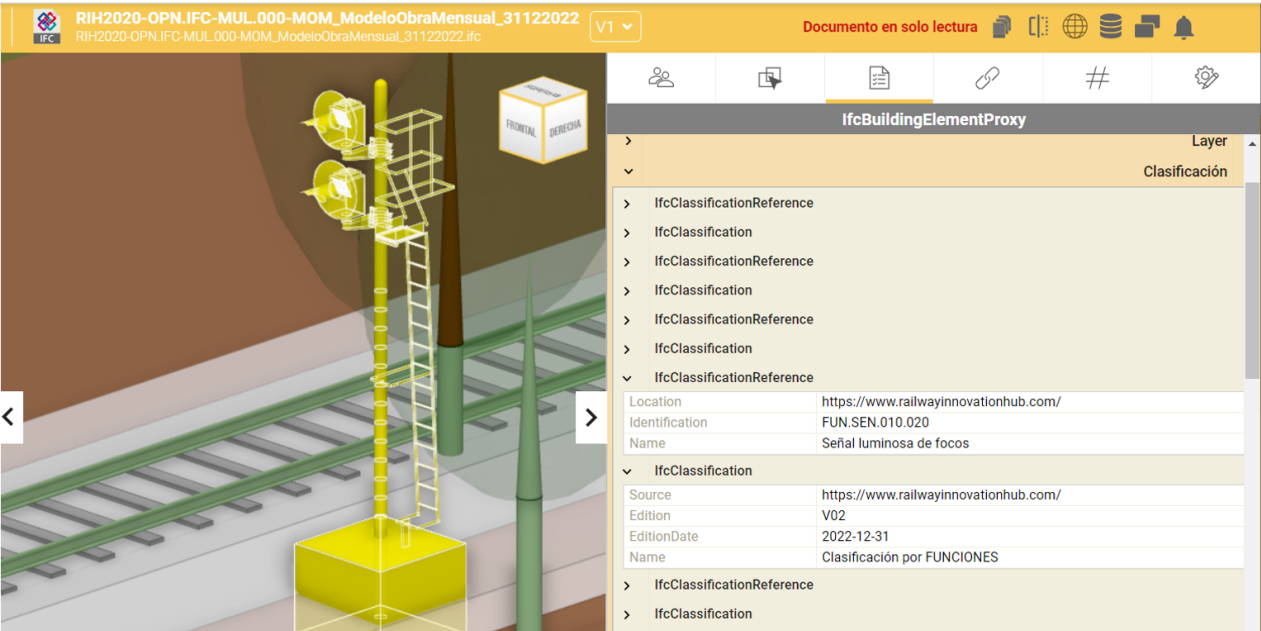 RIH2020-OPN.IFC-MUL.000-MOM_ModeloObraMensual_31122022
RIH2020-OPN.IFC-MUL.000-MOM_ModeloObraMensual_31122022.ifc
IFC
V1
Documento en solo lectura
SUPERIOR
FRONTAL
DERECHA
IfcBuildingElementProxy
Layer
Clasificación
IfcClassificationReference
IfcClassification
IfcClassificationReference
IfcClassification
IfcClassificationReference
IfcClassification
IfcClassificationReference
Location https://www.railwayinnovationhub.com/
Identification FUN.SEN.010.020
Name Señal luminosa de focos
IfcClassification
Source https://www.railwayinnovationhub.com/
Edition V02
EditionDate 2022-12-31
Name Clasificación por FUNCIONES
IfcClassificationReference
IfcClassification